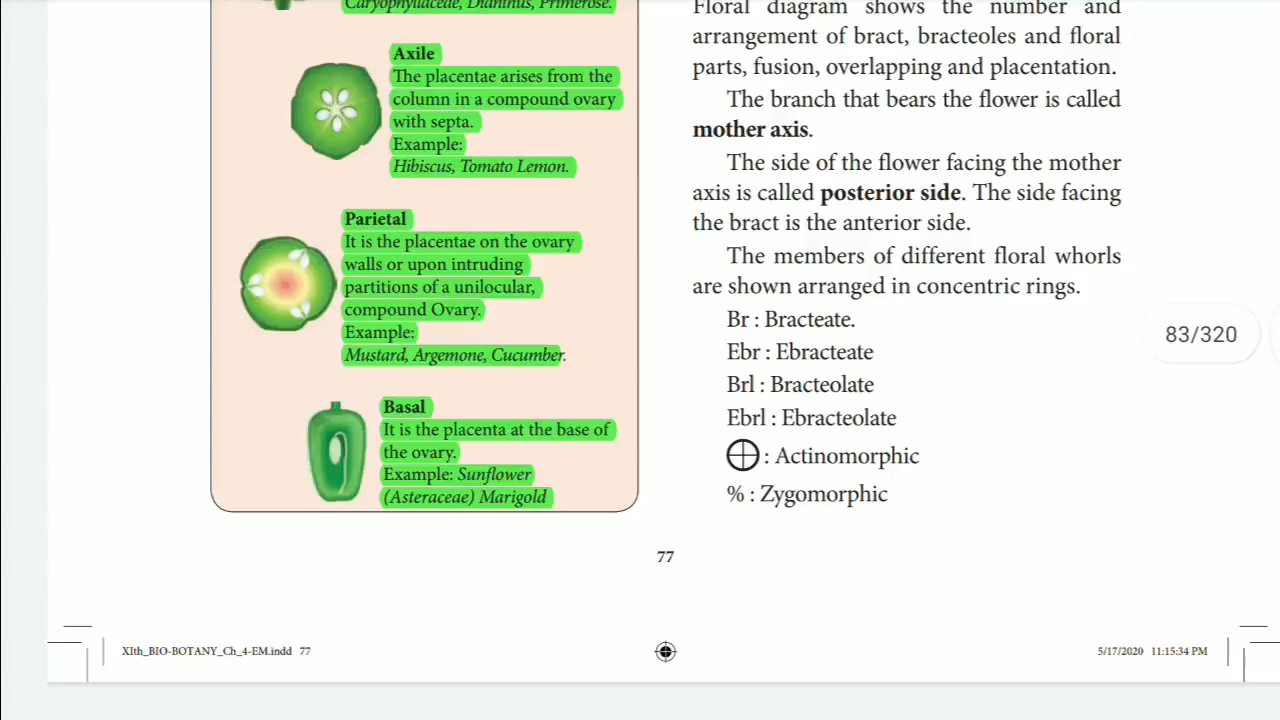 Caryophyllaceae, Dianthus, Primerose.
Axile
The placentae arises from the
column in a compound ovary
with septa.
Example:
Hibiscus, Tomato Lemon.
Parietal
It is the placentae on the ovary
walls or upon intruding
partitions of a unilocular,
compound Ovary.
Example:
Mustard, Argemone, Cucumber.
Basal
It is the placenta at the base of
the ovary.
Example: Sunflower
(Asteraceae) Marigold
Floral diagram shows the number and
arrangement of bract, bracteoles and floral
parts, fusion, overlapping and placentation.
The branch that bears the flower is called
mother axis.
The side of the flower facing the mother
axis is called posterior side. The side facing
the bract is the anterior side.
The members of different floral whorls
are shown arranged in concentric rings.
Br : Bracteate.
Ebr : Ebracteate
Brl : Bracteolate
Ebrl : Ebracteolate
: Actinomorphic
% : Zygomorphic
83/320
77
XIth_BIO-BOTANY_Ch_4-EM.indd 77
5/17/2020 11:15:34 PM